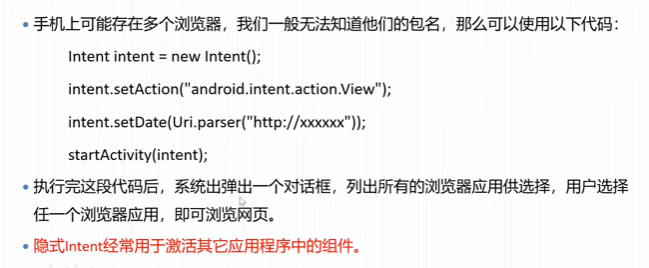 • 手机上可能存在多个浏览器，我们一般无法知道他们的包名，那么可以使用以下代码：
Intent intent = new Intent();
intent.setAction("android.intent.action.View");
intent.setDate(Uri.parser("http://xxxxxx"));
startActivity(intent);
• 执行完这段代码后，系统出弹出一个对话框，列出所有的浏览器应用供选择，用户选择
任一个浏览器应用，即可浏览网页。
• 隐式Intent经常用于激活其它应用程序中的组件。